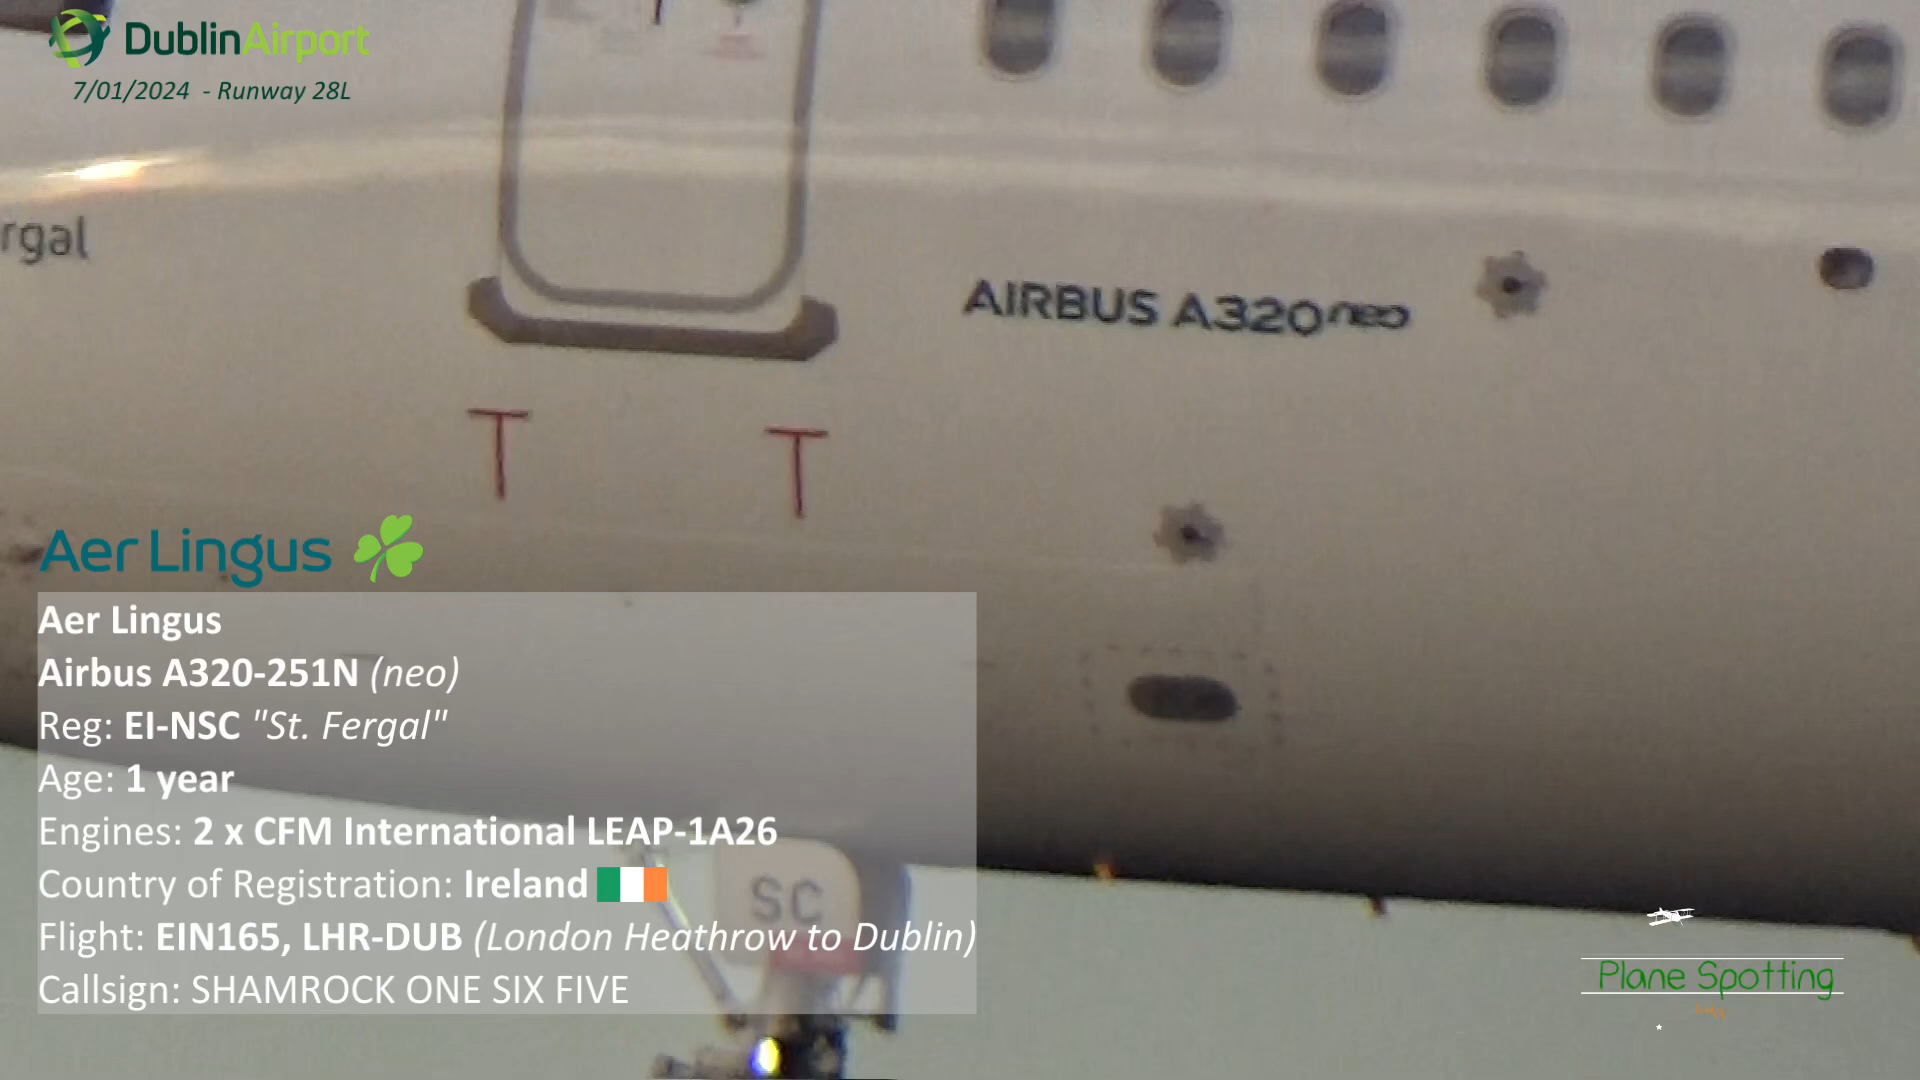 DublinAirport
7/01/2024 - Runway 28L
rgal
AIRBUS A320neo
T T
Aer Lingus
Aer Lingus
Airbus A320-251N (neo)
Reg: EI-NSC "St. Fergal"
Age: 1 year
Engines: 2 x CFM International LEAP-1A26
Country of Registration: Ireland
SC
Flight: EIN165, LHR-DUB (London Heathrow to Dublin)
Callsign: SHAMROCK ONE SIX FIVE
Plane Spotting